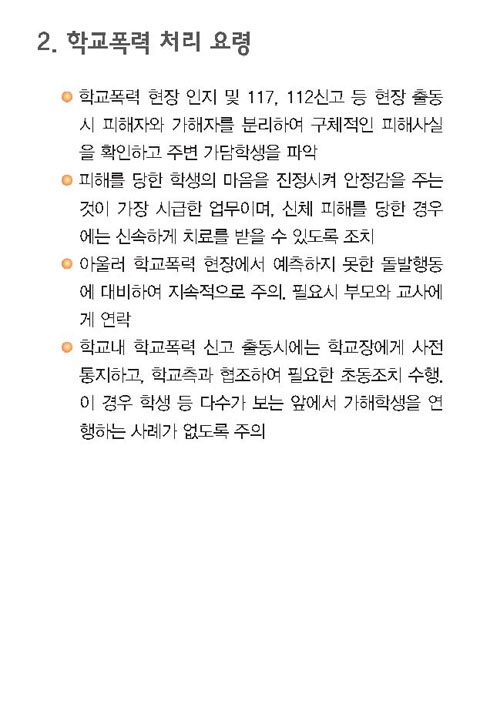 2. 학교폭력 처리 요령
학교폭력 현장 인지 및 117, 112신고 등 현장 출동
시 피해자와 가해자를 분리하여 구체적인 피해사실
을 확인하고 주변 가담학생을 파악
피해를 당한 학생의 마음을 진정시켜 안정감을 주는
것이 가장 시급한 업무이며, 신체 피해를 당한 경우
에는 신속하게 치료를 받을 수 있도록 조치
아울러 학교폭력 현장에서 예측하지 못한 돌발행동
에 대비하여 지속적으로 주의. 필요시 부모와 교사에
게 연락
학교내 학교폭력 신고 출동시에는 학교장에게 사전
통지하고, 학교측과 협조하여 필요한 초동조치 수행.
이 경우 학생 등 다수가 보는 앞에서 가해학생을 연
행하는 사례가 없도록 주의